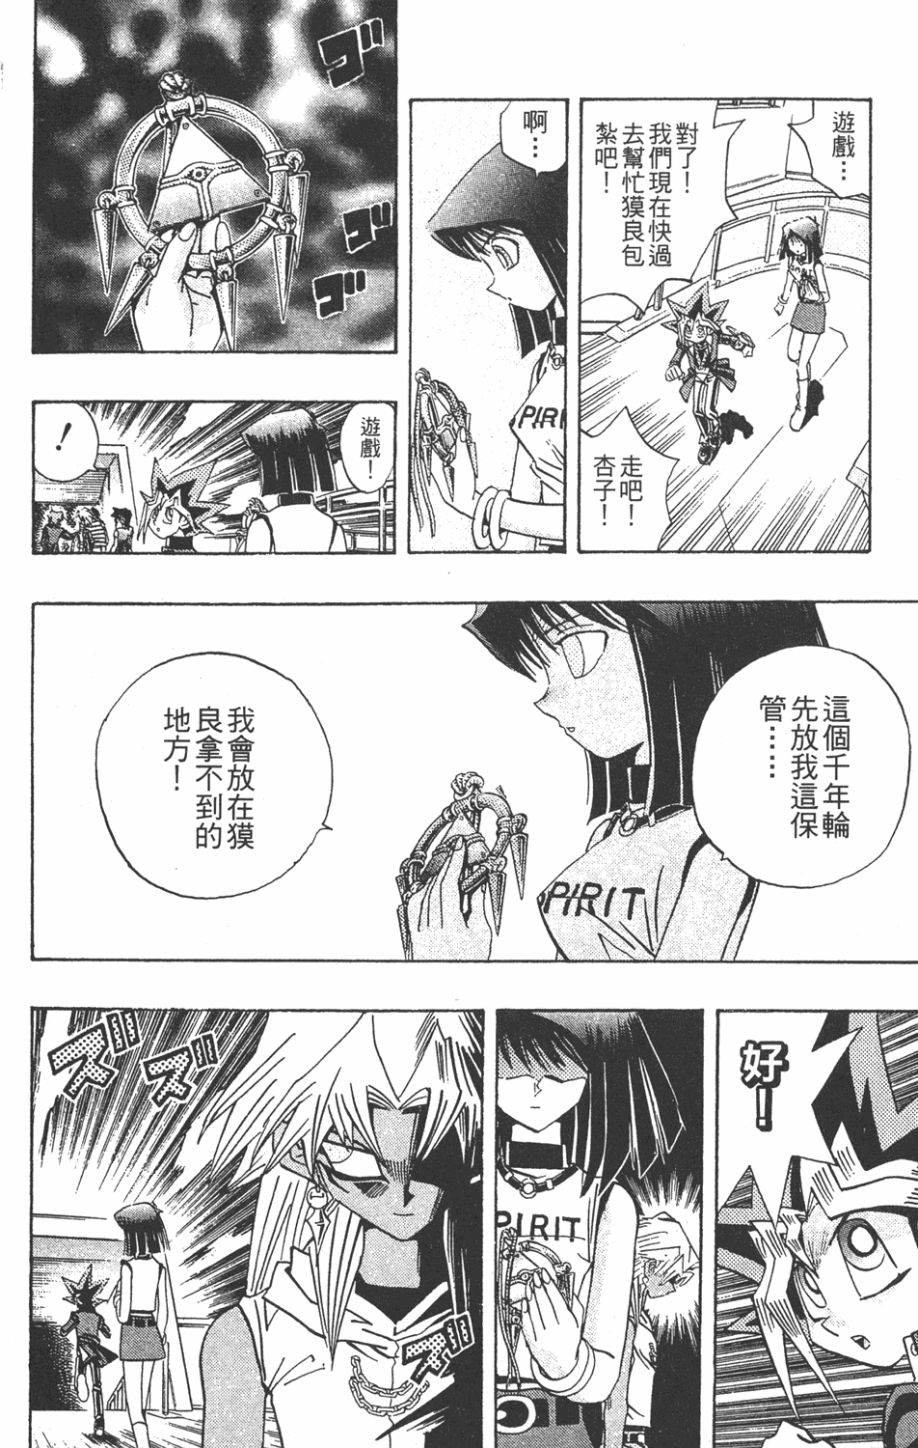 遊戲…
對了！
我們現在快過
去幫忙獏良包
紮吧！
走吧！
杏子！
啊…
PIRIT
ゴ
ゴ
ゴ
遊戲！
！
這個千年輪
先放我這保
管……
SPIRIT
我會放在獏
良拿不到的
地方！
好！
PIRIT
ズ
ズ
ズ